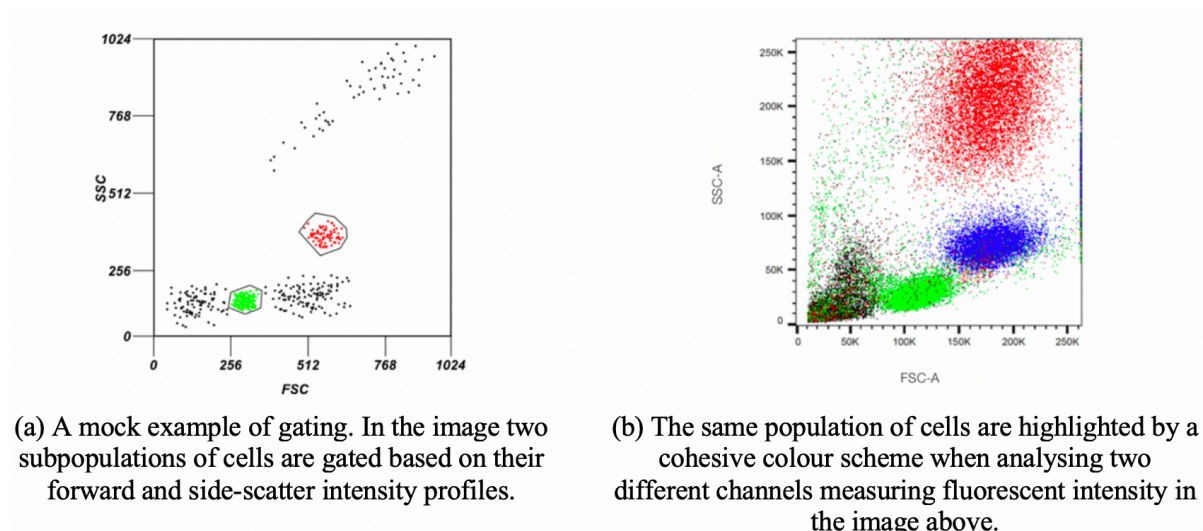 1024
768
512
256
0
SSC
0 256 512 768 1024
FSC
250K
200K
150K
100K
50K
0
SSC-A
0 50K 100K 150K 200K 250K
FSC-A
(a) A mock example of gating. In the image two
subpopulations of cells are gated based on their
forward and side-scatter intensity profiles.
(b) The same population of cells are highlighted by a
cohesive colour scheme when analysing two
different channels measuring fluorescent intensity in
the image above.